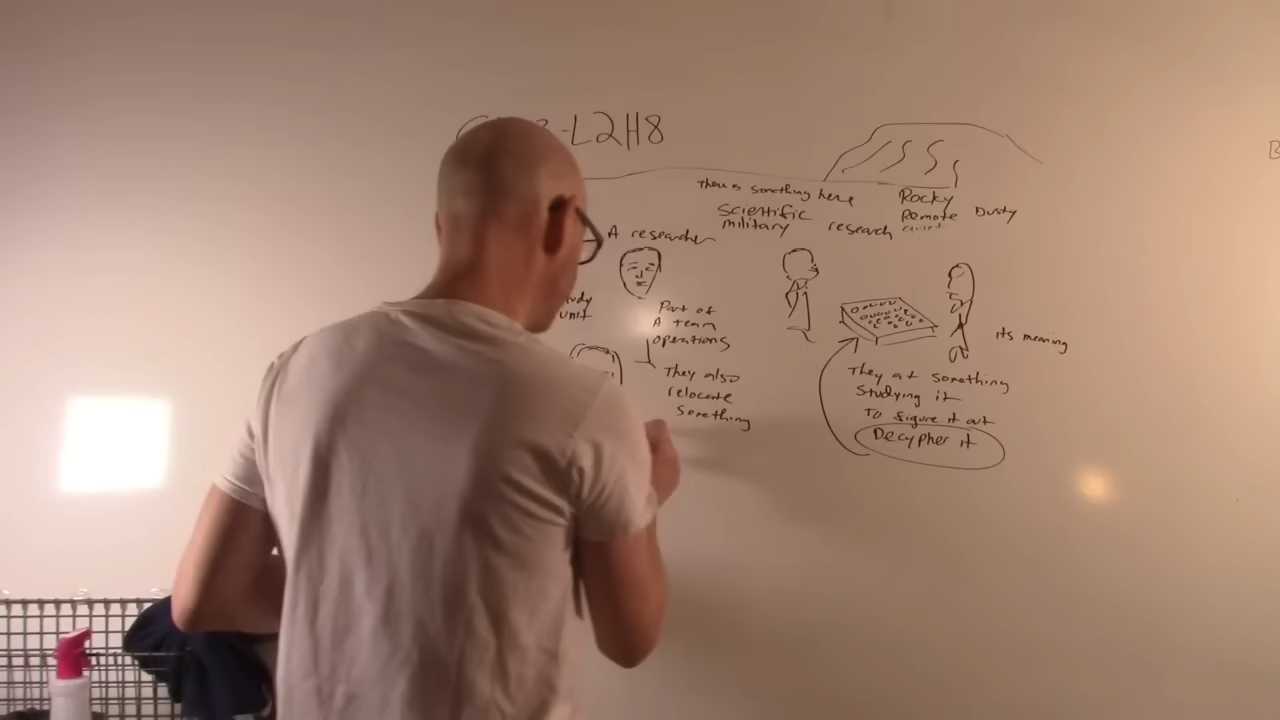 -L2H8
There is something here
Scientific
military research
Rocky
Remote Dusty
A researcher
unit
Part of
A team
operations
They also
relocate
something
its meaning
They at something
studying it
To figure it out
Decypher it